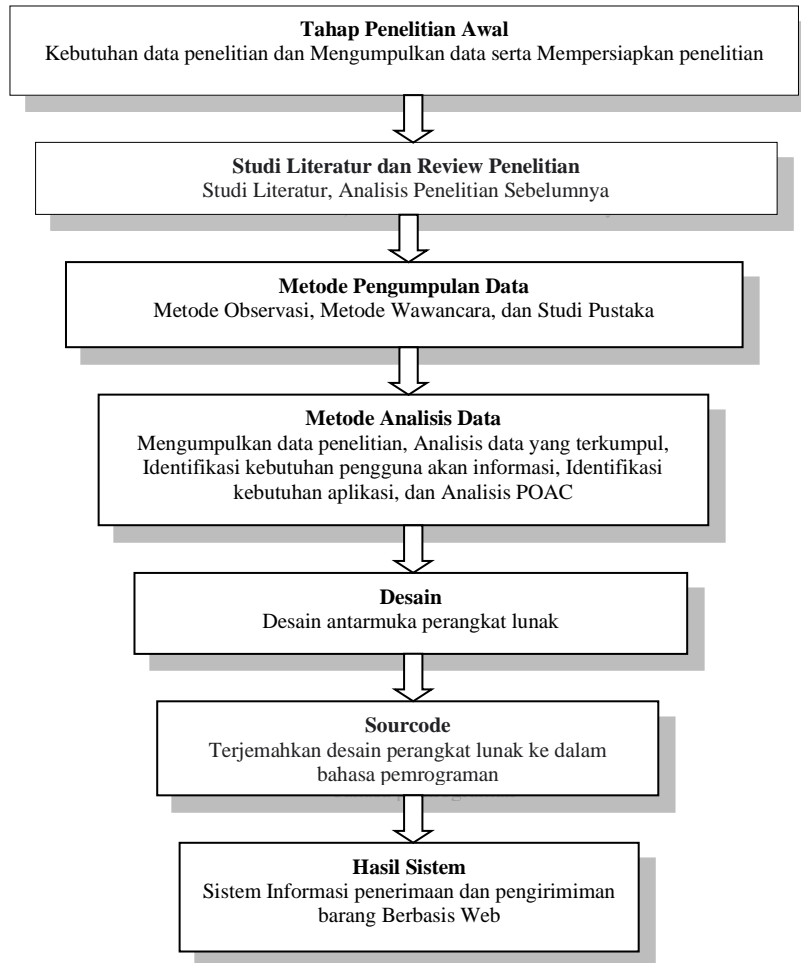 Tahap Penelitian Awal
Kebutuhan data penelitian dan Mengumpulkan data serta Mempersiapkan penelitian
Studi Literatur dan Review Penelitian
Studi Literatur, Analisis Penelitian Sebelumnya
Metode Pengumpulan Data
Metode Observasi, Metode Wawancara, dan Studi Pustaka
Metode Analisis Data
Mengumpulkan data penelitian, Analisis data yang terkumpul,
Identifikasi kebutuhan pengguna akan informasi, Identifikasi
kebutuhan aplikasi, dan Analisis POAC
Desain
Desain antarmuka perangkat lunak
Sourcode
Terjemahkan desain perangkat lunak ke dalam
bahasa pemrograman
Hasil Sistem
Sistem Informasi penerimaan dan pengirimiman
barang Berbasis Web